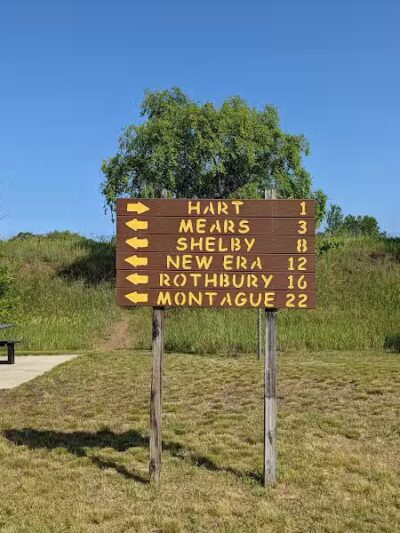 HART 1
MEARS 3
SHELBY 8
NEW ERA 12
ROTHBURY 16
MONTAGUE 22